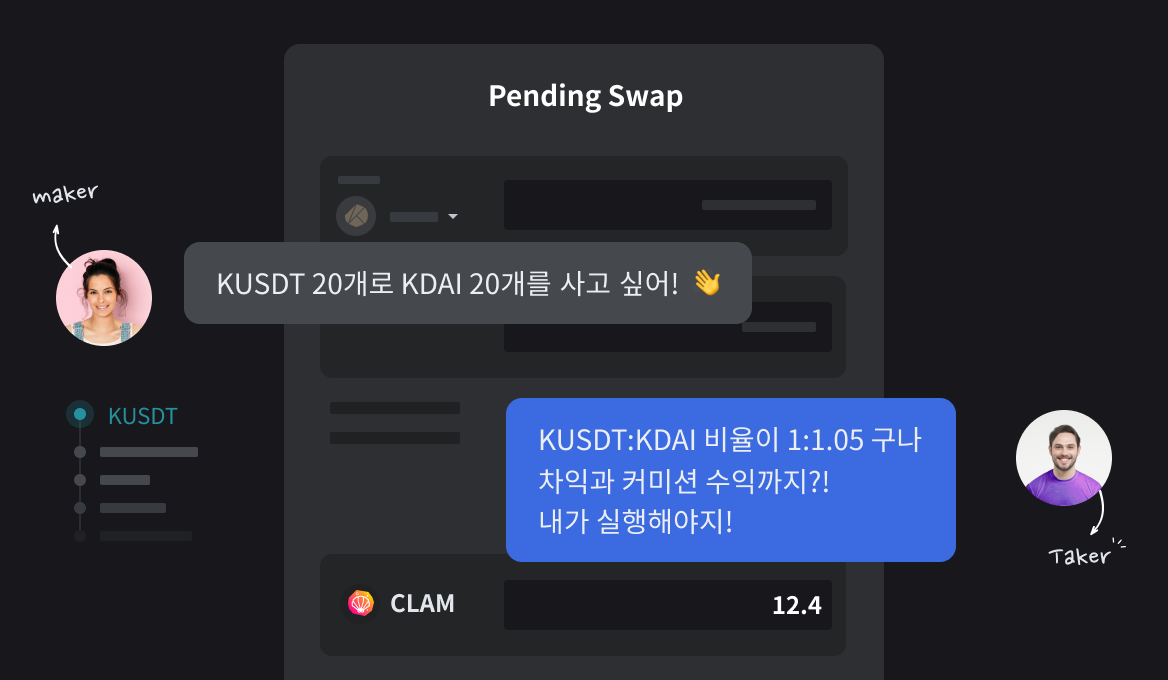 Pending Swap
maker
KUSDT 20개로 KDAI 20개를 사고 싶어! 👋
KUSDT
KUSDT:KDAI 비율이 1:1.05 구나
차익과 커미션 수익까지?!
내가 실행해야지!
Taker
CLAM
12.4